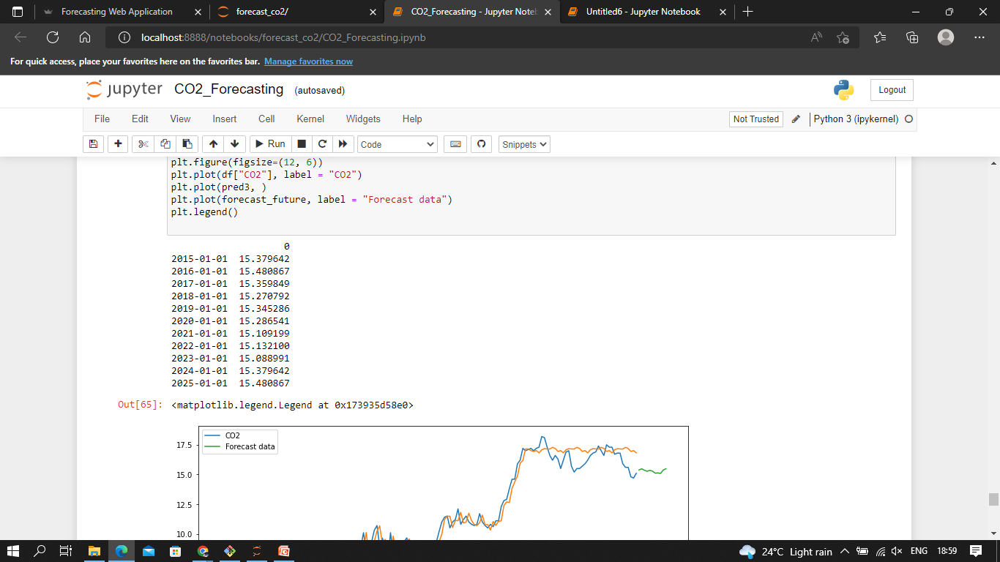 Forecasting Web Application
forecast_co2/
CO2_Forecasting - Jupyter Note
Untitled6 - Jupyter Notebook
localhost:8888/notebooks/forecast_co2/CO2_Forecasting.ipynb
For quick access, place your favorites here on the favorites bar. Manage favorites now
jupyter CO2_Forecasting (autosaved)
Logout
File Edit View Insert Cell Kernel Widgets Help
Not Trusted
Python 3 (ipykernel)
Run
Code
Snippets
plt.figure(figsize=(12, 6))
plt.plot(df["CO2"], label = "CO2")
plt.plot(pred3, )
plt.plot(forecast_future, label = "Forecast data")
plt.legend()
0
2015-01-01 15.379642
2016-01-01 15.480867
2017-01-01 15.359849
2018-01-01 15.270792
2019-01-01 15.345286
2020-01-01 15.286541
2021-01-01 15.109199
2022-01-01 15.132100
2023-01-01 15.088991
2024-01-01 15.379642
2025-01-01 15.480867
Out[65]: <matplotlib.legend.Legend at 0x173935d58e0>
CO2
Forecast data
17.5
15.0
12.5
10.0
24°C Light rain
ENG
18:59